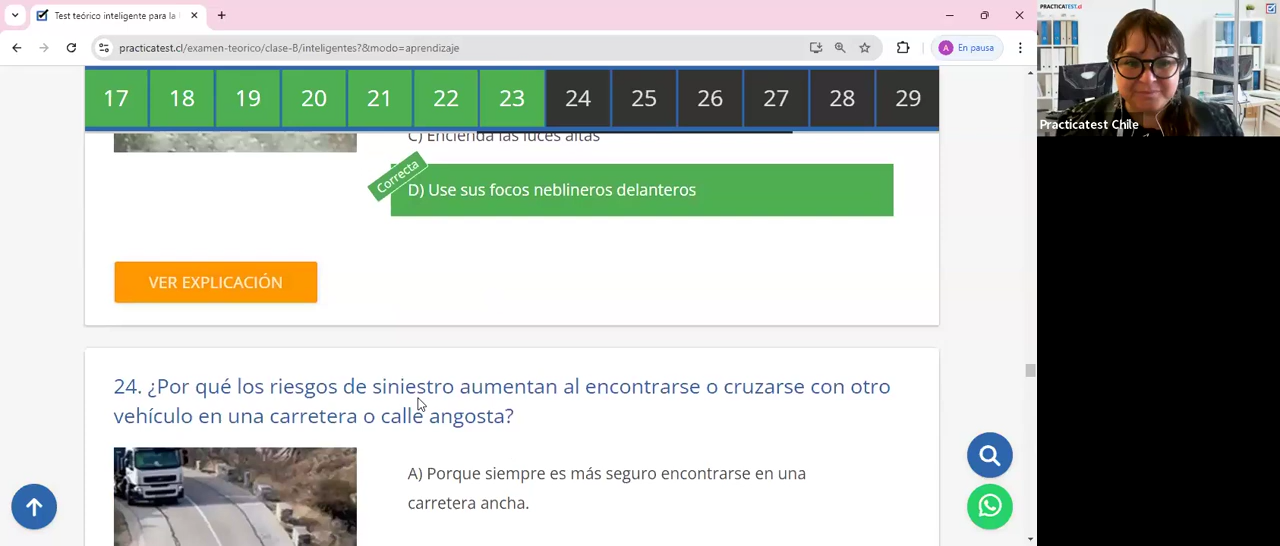 Test teórico inteligente para la
practicatest.cl/examen-teorico/clase-B/inteligentes?&modo=aprendizaje
A
En pausa
PRACTICATEST.cl
17 18 19 20 21 22 23 24 25 26 27 28 29
Practicatest Chile
C) Encienda las luces altas
Correcta
D) Use sus focos neblineros delanteros
VER EXPLICACIÓN
24. ¿Por qué los riesgos de siniestro aumentan al encontrarse o cruzarse con otro
vehículo en una carretera o calle angosta?
A) Porque siempre es más seguro encontrarse en una
carretera ancha.